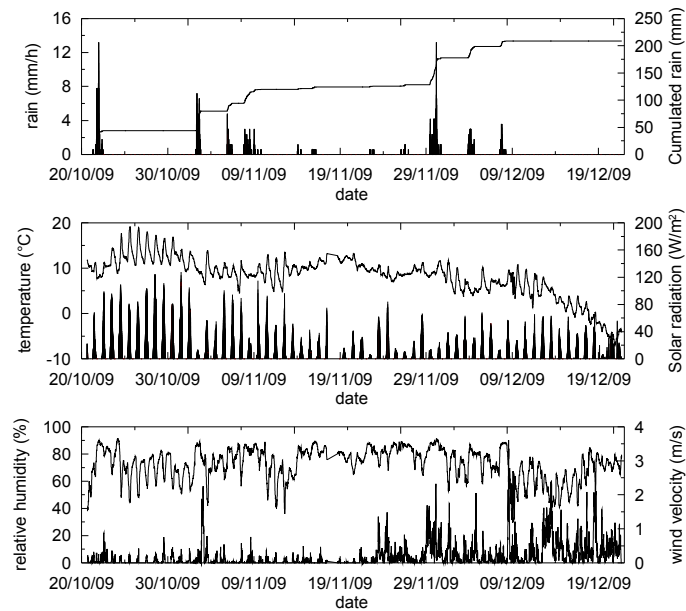 rain (mm/h)
16
12
8
4
0
250
200
150
100
50
0
Cumulated rain (mm)
20/10/09 30/10/09 09/11/09 19/11/09 29/11/09 09/12/09 19/12/09
date
temperature (°C)
20
10
0
-10
200
160
120
80
40
0
Solar radiation (W/m²)
20/10/09 30/10/09 09/11/09 19/11/09 29/11/09 09/12/09 19/12/09
date
relative humidity (%)
100
80
60
40
20
0
4
3
2
1
0
wind velocity (m/s)
20/10/09 30/10/09 09/11/09 19/11/09 29/11/09 09/12/09 19/12/09
date